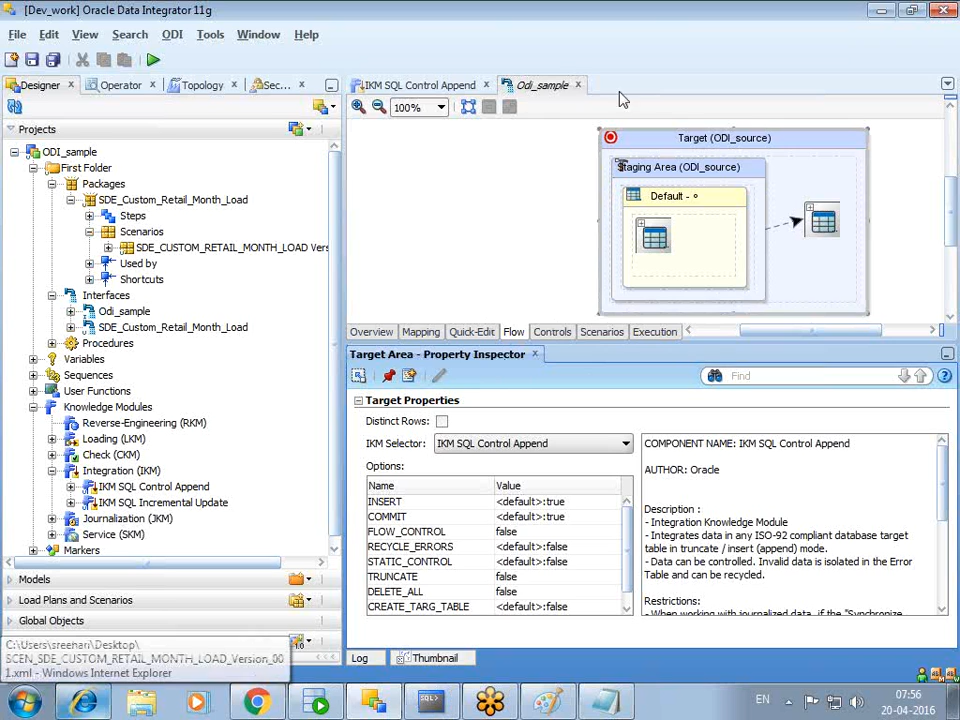 [Dev_work] Oracle Data Integrator 11g
File Edit View Search ODI Tools Window Help
Designer Operator Topology Sec...
IKM SQL Control Append Odi_sample
100%
Projects
ODI_sample
First Folder
Packages
SDE_Custom_Retail_Month_Load
Steps
Scenarios
SDE_CUSTOM_RETAIL_MONTH_LOAD Vers
Used by
Shortcuts
Interfaces
Odi_sample
SDE_Custom_Retail_Month_Load
Procedures
Variables
Sequences
User Functions
Knowledge Modules
Reverse-Engineering (RKM)
Loading (LKM)
Check (CKM)
Integration (IKM)
IKM SQL Control Append
IKM SQL Incremental Update
Journalization (JKM)
Service (SKM)
Markers
Models
Load Plans and Scenarios
Global Objects
C:\Users\sreehari\Desktop\
SCEN_SDE_CUSTOM_RETAIL_MONTH_LOAD_Version_00
1.xml - Windows Internet Explorer
Target (ODI_source)
Staging Area (ODI_source)
Default -
Overview Mapping Quick-Edit Flow Controls Scenarios Execution
Target Area - Property Inspector
Find
Target Properties
Distinct Rows:
IKM Selector: IKM SQL Control Append
Options:
Name Value
INSERT <default>:true
COMMIT <default>:true
FLOW_CONTROL false
RECYCLE_ERRORS <default>:false
STATIC_CONTROL <default>:false
TRUNCATE false
DELETE_ALL false
CREATE_TARG_TABLE <default>:false
COMPONENT NAME: IKM SQL Control Append
AUTHOR: Oracle
Description :
- Integration Knowledge Module
- Integrates data in any ISO-92 compliant database target
table in truncate / insert (append) mode.
- Data can be controlled. Invalid data is isolated in the Error
Table and can be recycled.
Restrictions:
- When working with journalized data, if the "Synchronize
Log Thumbnail
EN
07:56
20-04-2016